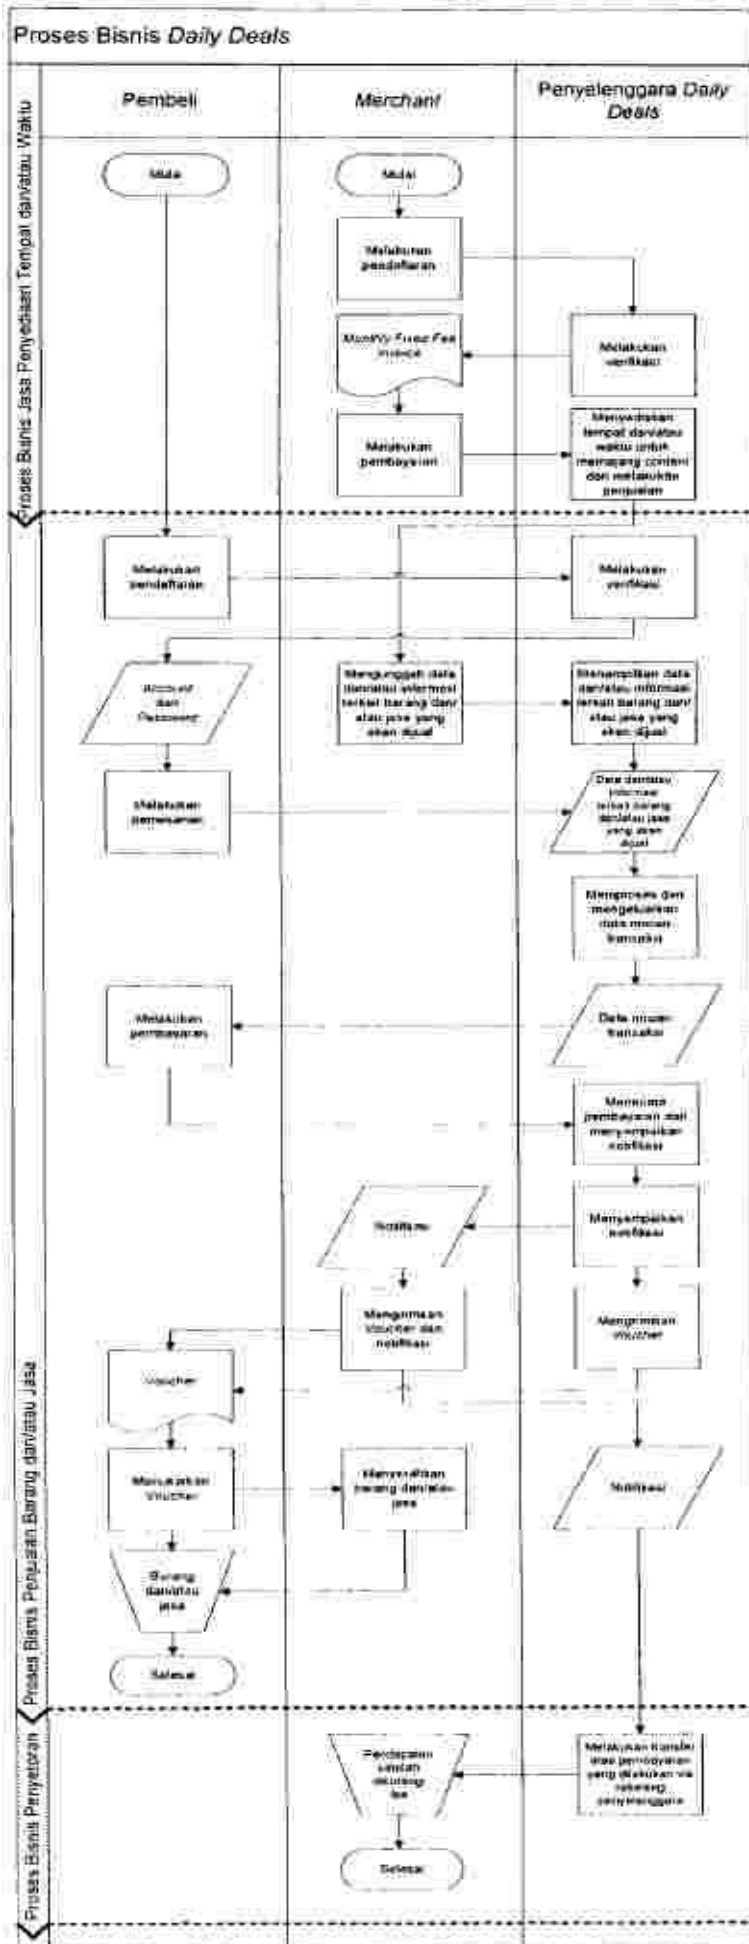 Proses Bisnis Daily Deals
Pembeli
Merchant
Penyelenggara Daily
Deals
Proses Bisnis Jasa Penyediaan Tempat dan/atau Waktu
Mulai
Mulai
Melakukan
pendaftaran
Monthly Fixed Fee
Invoice
Melakukan
verifikasi
Melakukan
pembayaran
Menyediakan
tempat dan/atau
waktu untuk
memajang content
dan melakukan
penjualan
Proses Bisnis Penjualan Barang dan/atau Jasa
Melakukan
pendaftaran
Melakukan
verifikasi
Account
dan
Password
Mengunggah data
dan/atau informasi
terkait barang dan/
atau jasa yang
akan dijual
Menampilkan data
dan/atau informasi
terkait barang dan/
atau jasa yang
akan dijual
Melakukan
pemesanan
Data dan/atau
informasi
terkait barang
dan/atau jasa
yang akan
dijual
Memproses dan
mengeluarkan
data rincian
transaksi
Melakukan
pembayaran
Data rincian
transaksi
Menerima
pembayaran dan
menyampaikan
notifikasi
Notifikasi
Menyampaikan
notifikasi
Mengirimkan
Voucher dan
notifikasi
Mengirimkan
Voucher
Voucher
Menukarkan
Voucher
Menyerahkan
barang dan/atau
jasa
Notifikasi
Barang
dan/atau
jasa
Selesai
Proses Bisnis Penyetoran
Pendapatan
setelah
dikurangi
fee
Melakukan transfer
atas pembayaran
yang dilakukan via
rekening
penyelenggara
Selesai